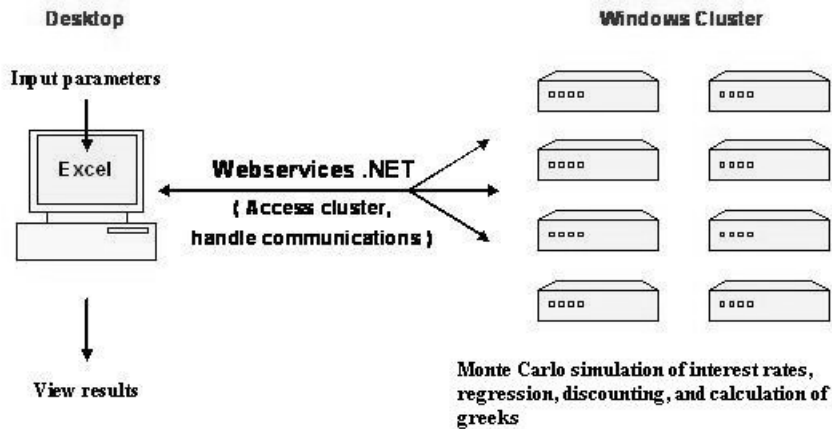 Desktop
Windows Cluster
Input parameters
Excel
Webservices .NET
( Access cluster,
handle communications )
View results
Monte Carlo simulation of interest rates,
regression, discounting, and calculation of
greeks